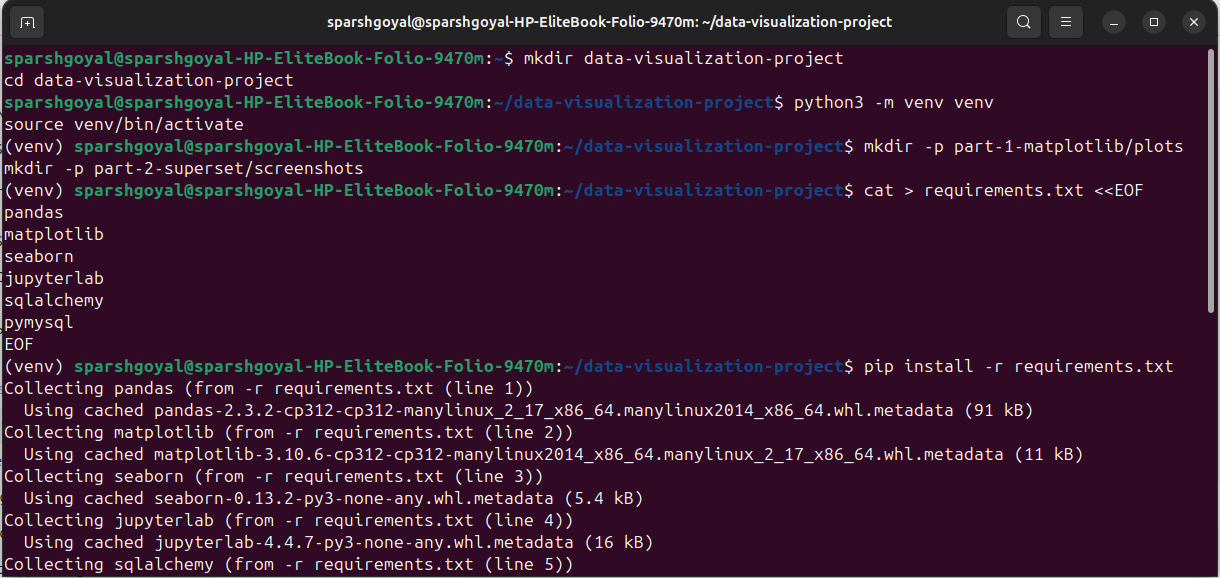 sparshgoyal@sparshgoyal-HP-EliteBook-Folio-9470m: ~/data-visualization-project
sparshgoyal@sparshgoyal-HP-EliteBook-Folio-9470m:~$ mkdir data-visualization-project
cd data-visualization-project
sparshgoyal@sparshgoyal-HP-EliteBook-Folio-9470m:~/data-visualization-project$ python3 -m venv venv
source venv/bin/activate
(venv) sparshgoyal@sparshgoyal-HP-EliteBook-Folio-9470m:~/data-visualization-project$ mkdir -p part-1-matplotlib/plots
mkdir -p part-2-superset/screenshots
(venv) sparshgoyal@sparshgoyal-HP-EliteBook-Folio-9470m:~/data-visualization-project$ cat > requirements.txt <<EOF
pandas
matplotlib
seaborn
jupyterlab
sqlalchemy
pymysql
EOF
(venv) sparshgoyal@sparshgoyal-HP-EliteBook-Folio-9470m:~/data-visualization-project$ pip install -r requirements.txt
Collecting pandas (from -r requirements.txt (line 1))
  Using cached pandas-2.3.2-cp312-cp312-manylinux_2_17_x86_64.manylinux2014_x86_64.whl.metadata (91 kB)
Collecting matplotlib (from -r requirements.txt (line 2))
  Using cached matplotlib-3.10.6-cp312-cp312-manylinux2014_x86_64.manylinux_2_17_x86_64.whl.metadata (11 kB)
Collecting seaborn (from -r requirements.txt (line 3))
  Using cached seaborn-0.13.2-py3-none-any.whl.metadata (5.4 kB)
Collecting jupyterlab (from -r requirements.txt (line 4))
  Using cached jupyterlab-4.4.7-py3-none-any.whl.metadata (16 kB)
Collecting sqlalchemy (from -r requirements.txt (line 5))